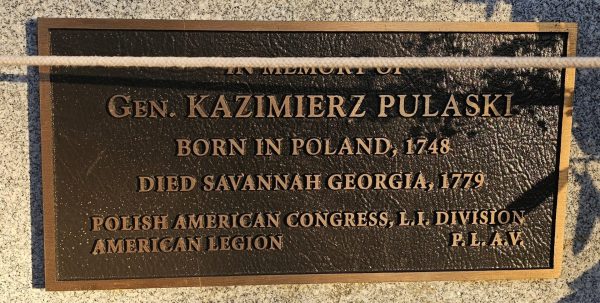 IN MEMORY OF
GEN. KAZIMIERZ PULASKI
BORN IN POLAND, 1748
DIED SAVANNAH GEORGIA, 1779
POLISH AMERICAN CONGRESS, L.I. DIVISION
AMERICAN LEGION P.L.A.V.